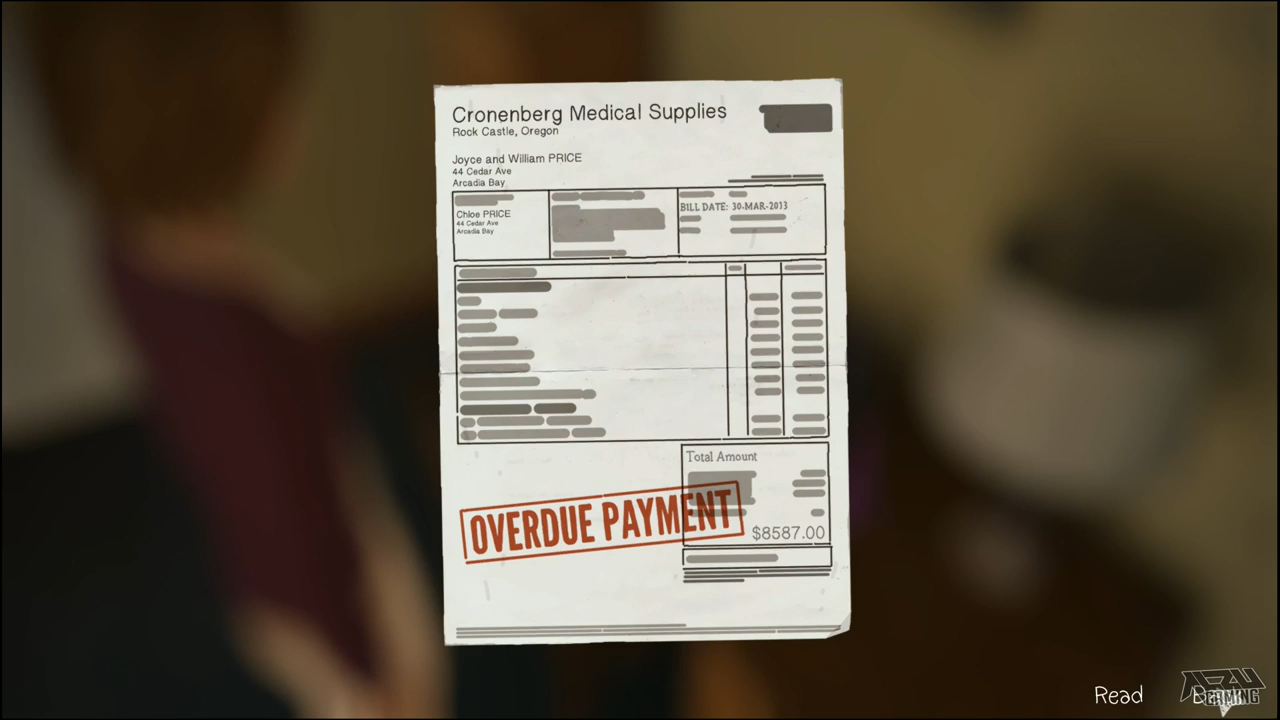 Cronenberg Medical Supplies
Rock Castle, Oregon
Joyce and William PRICE
44 Cedar Ave
Arcadia Bay
Chloe PRICE
44 Cedar Ave
Arcadia Bay
BILL DATE: 30-MAR-2013
Total Amount
OVERDUE PAYMENT
$8587.00
Read
GAMING